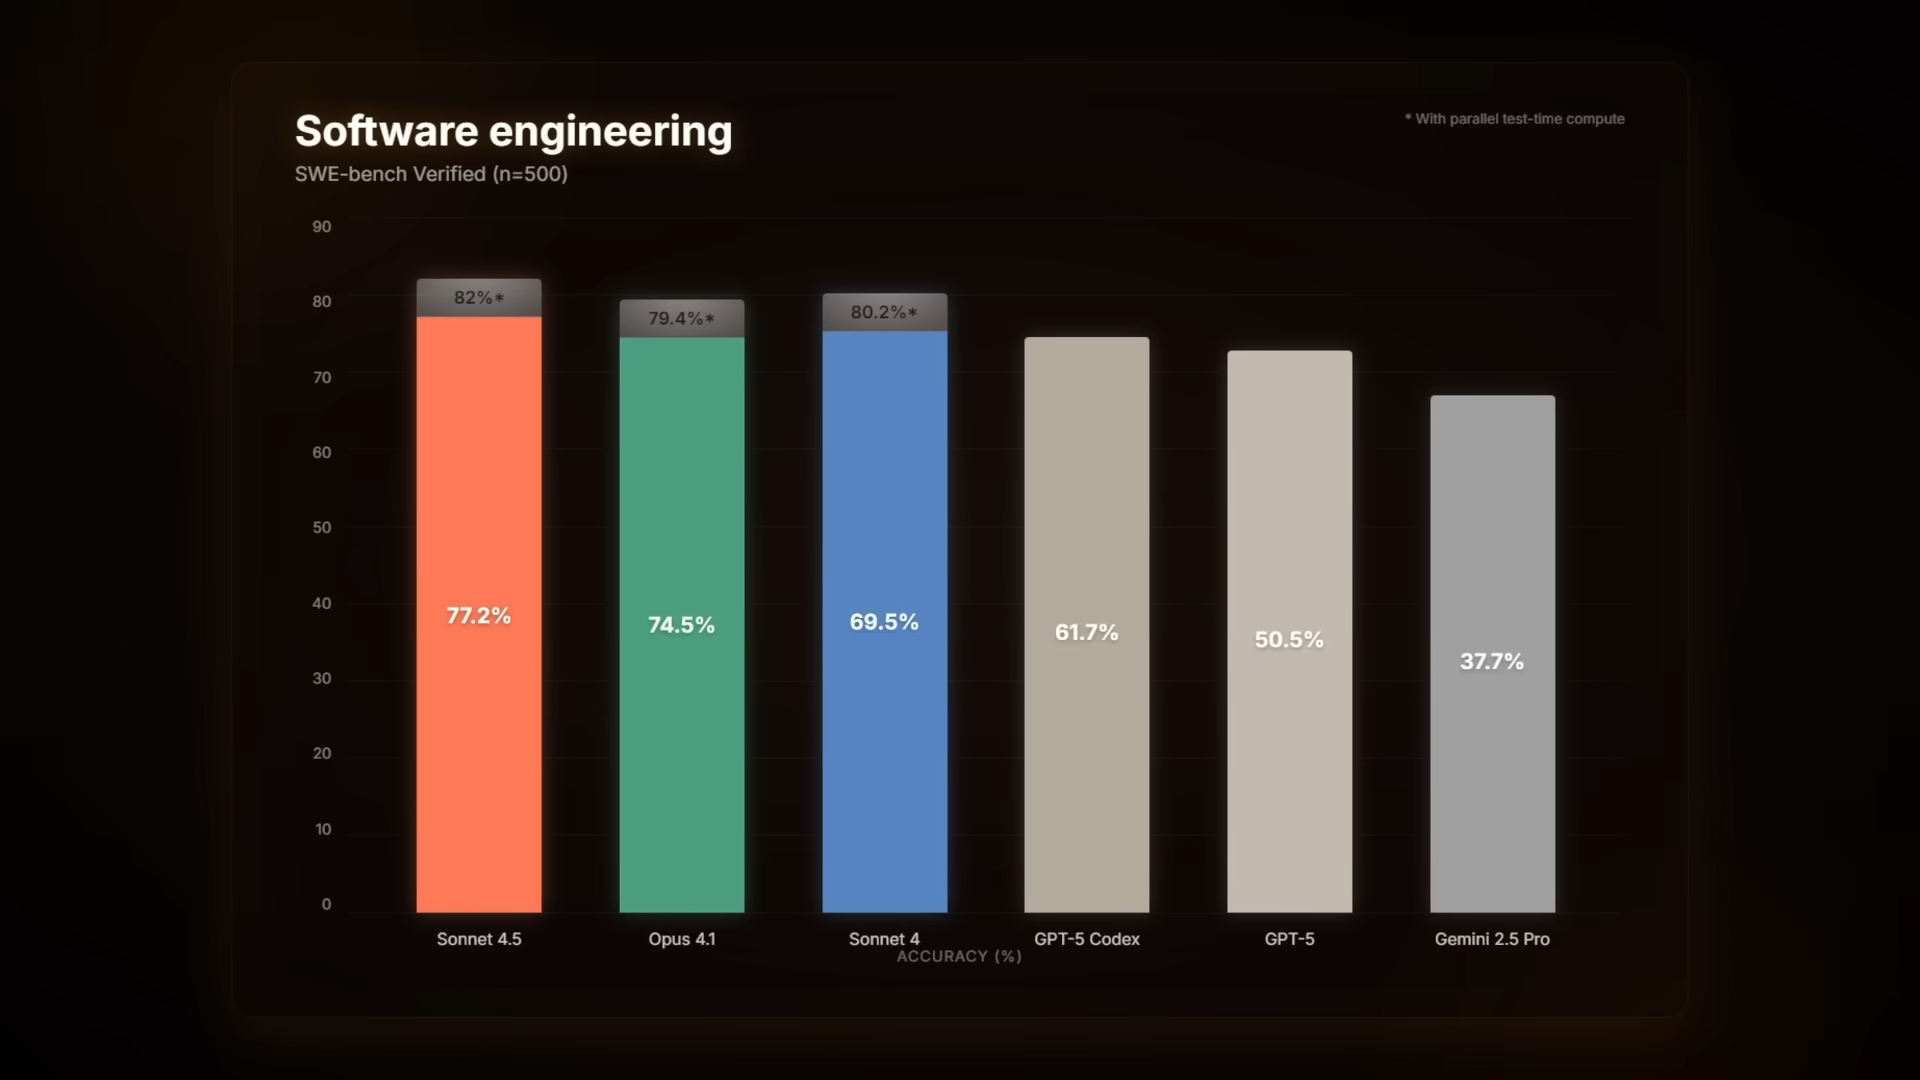 Software engineering
* With parallel test-time compute
SWE-bench Verified (n=500)
90
80
70
60
50
40
30
20
10
0
82%*
79.4%*
80.2%*
77.2%
74.5%
69.5%
61.7%
50.5%
37.7%
Sonnet 4.5
Opus 4.1
Sonnet 4
GPT-5 Codex
GPT-5
Gemini 2.5 Pro
ACCURACY (%)